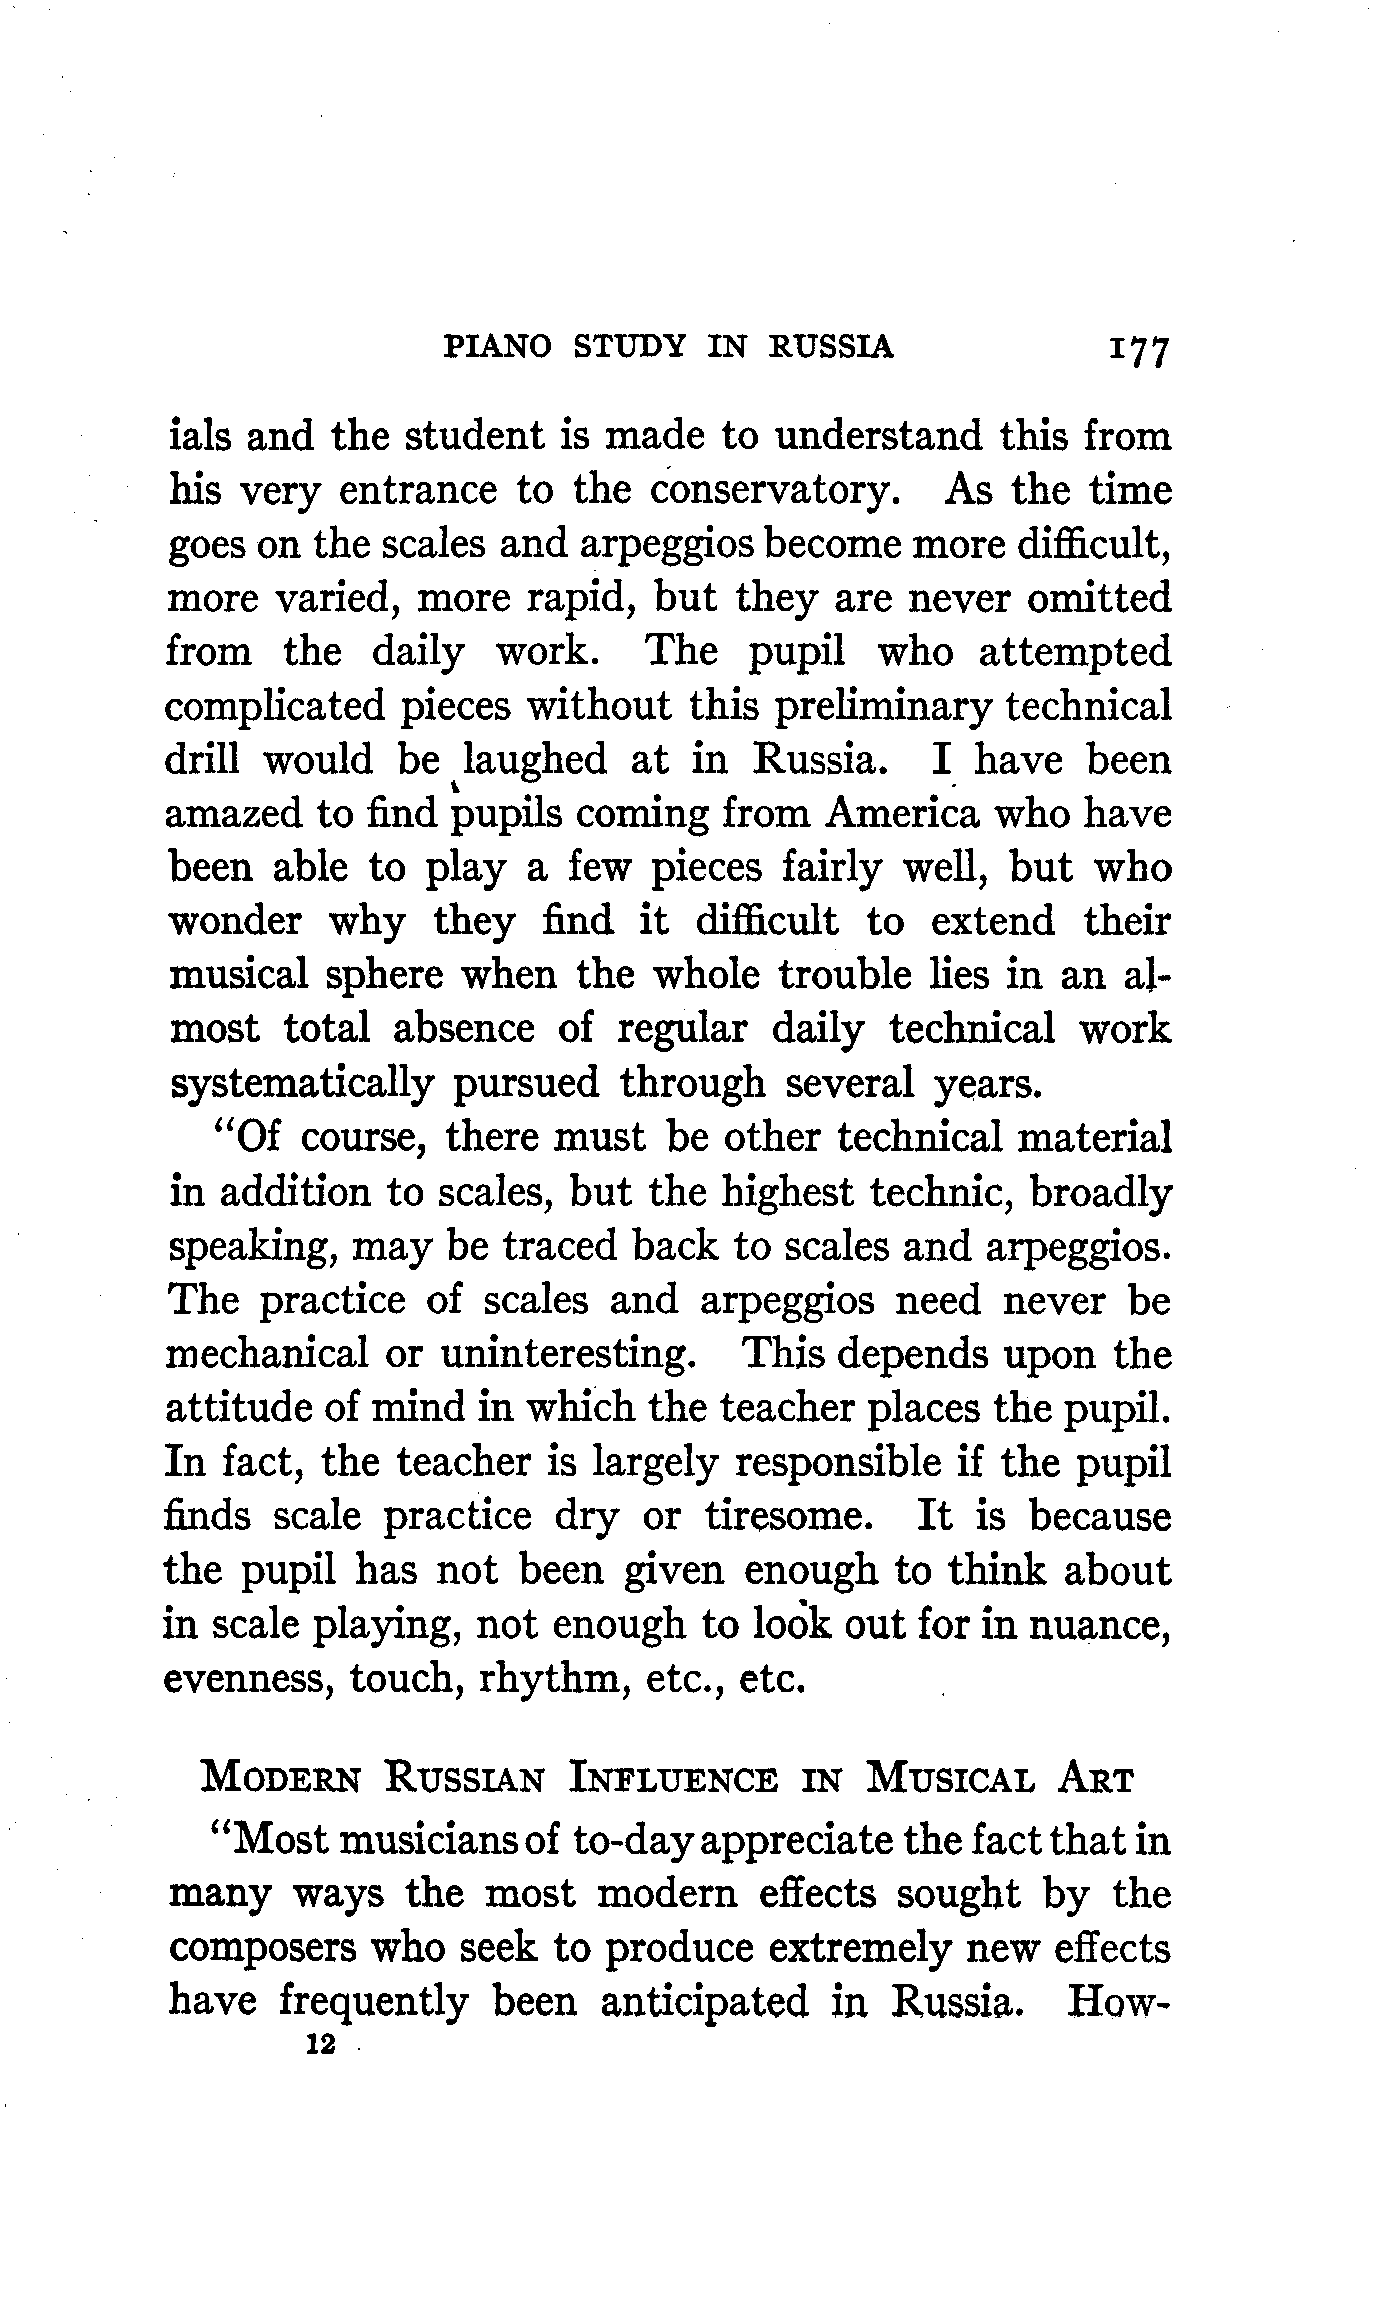 PIANO STUDY IN RUSSIA 177
ials and the student is made to understand this from
his very entrance to the conservatory. As the time
goes on the scales and arpeggios become more difficult,
more varied, more rapid, but they are never omitted
from the daily work. The pupil who attempted
complicated pieces without this preliminary technical
drill would be laughed at in Russia. I have been
amazed to find pupils coming from America who have
been able to play a few pieces fairly well, but who
wonder why they find it difficult to extend their
musical sphere when the whole trouble lies in an al-
most total absence of regular daily technical work
systematically pursued through several years.
"Of course, there must be other technical material
in addition to scales, but the highest technic, broadly
speaking, may be traced back to scales and arpeggios.
The practice of scales and arpeggios need never be
mechanical or uninteresting. This depends upon the
attitude of mind in which the teacher places the pupil.
In fact, the teacher is largely responsible if the pupil
finds scale practice dry or tiresome. It is because
the pupil has not been given enough to think about
in scale playing, not enough to look out for in nuance,
evenness, touch, rhythm, etc., etc.
MODERN RUSSIAN INFLUENCE IN MUSICAL ART
"Most musicians of to-day appreciate the fact that in
many ways the most modern effects sought by the
composers who seek to produce extremely new effects
have frequently been anticipated in Russia. How-
12